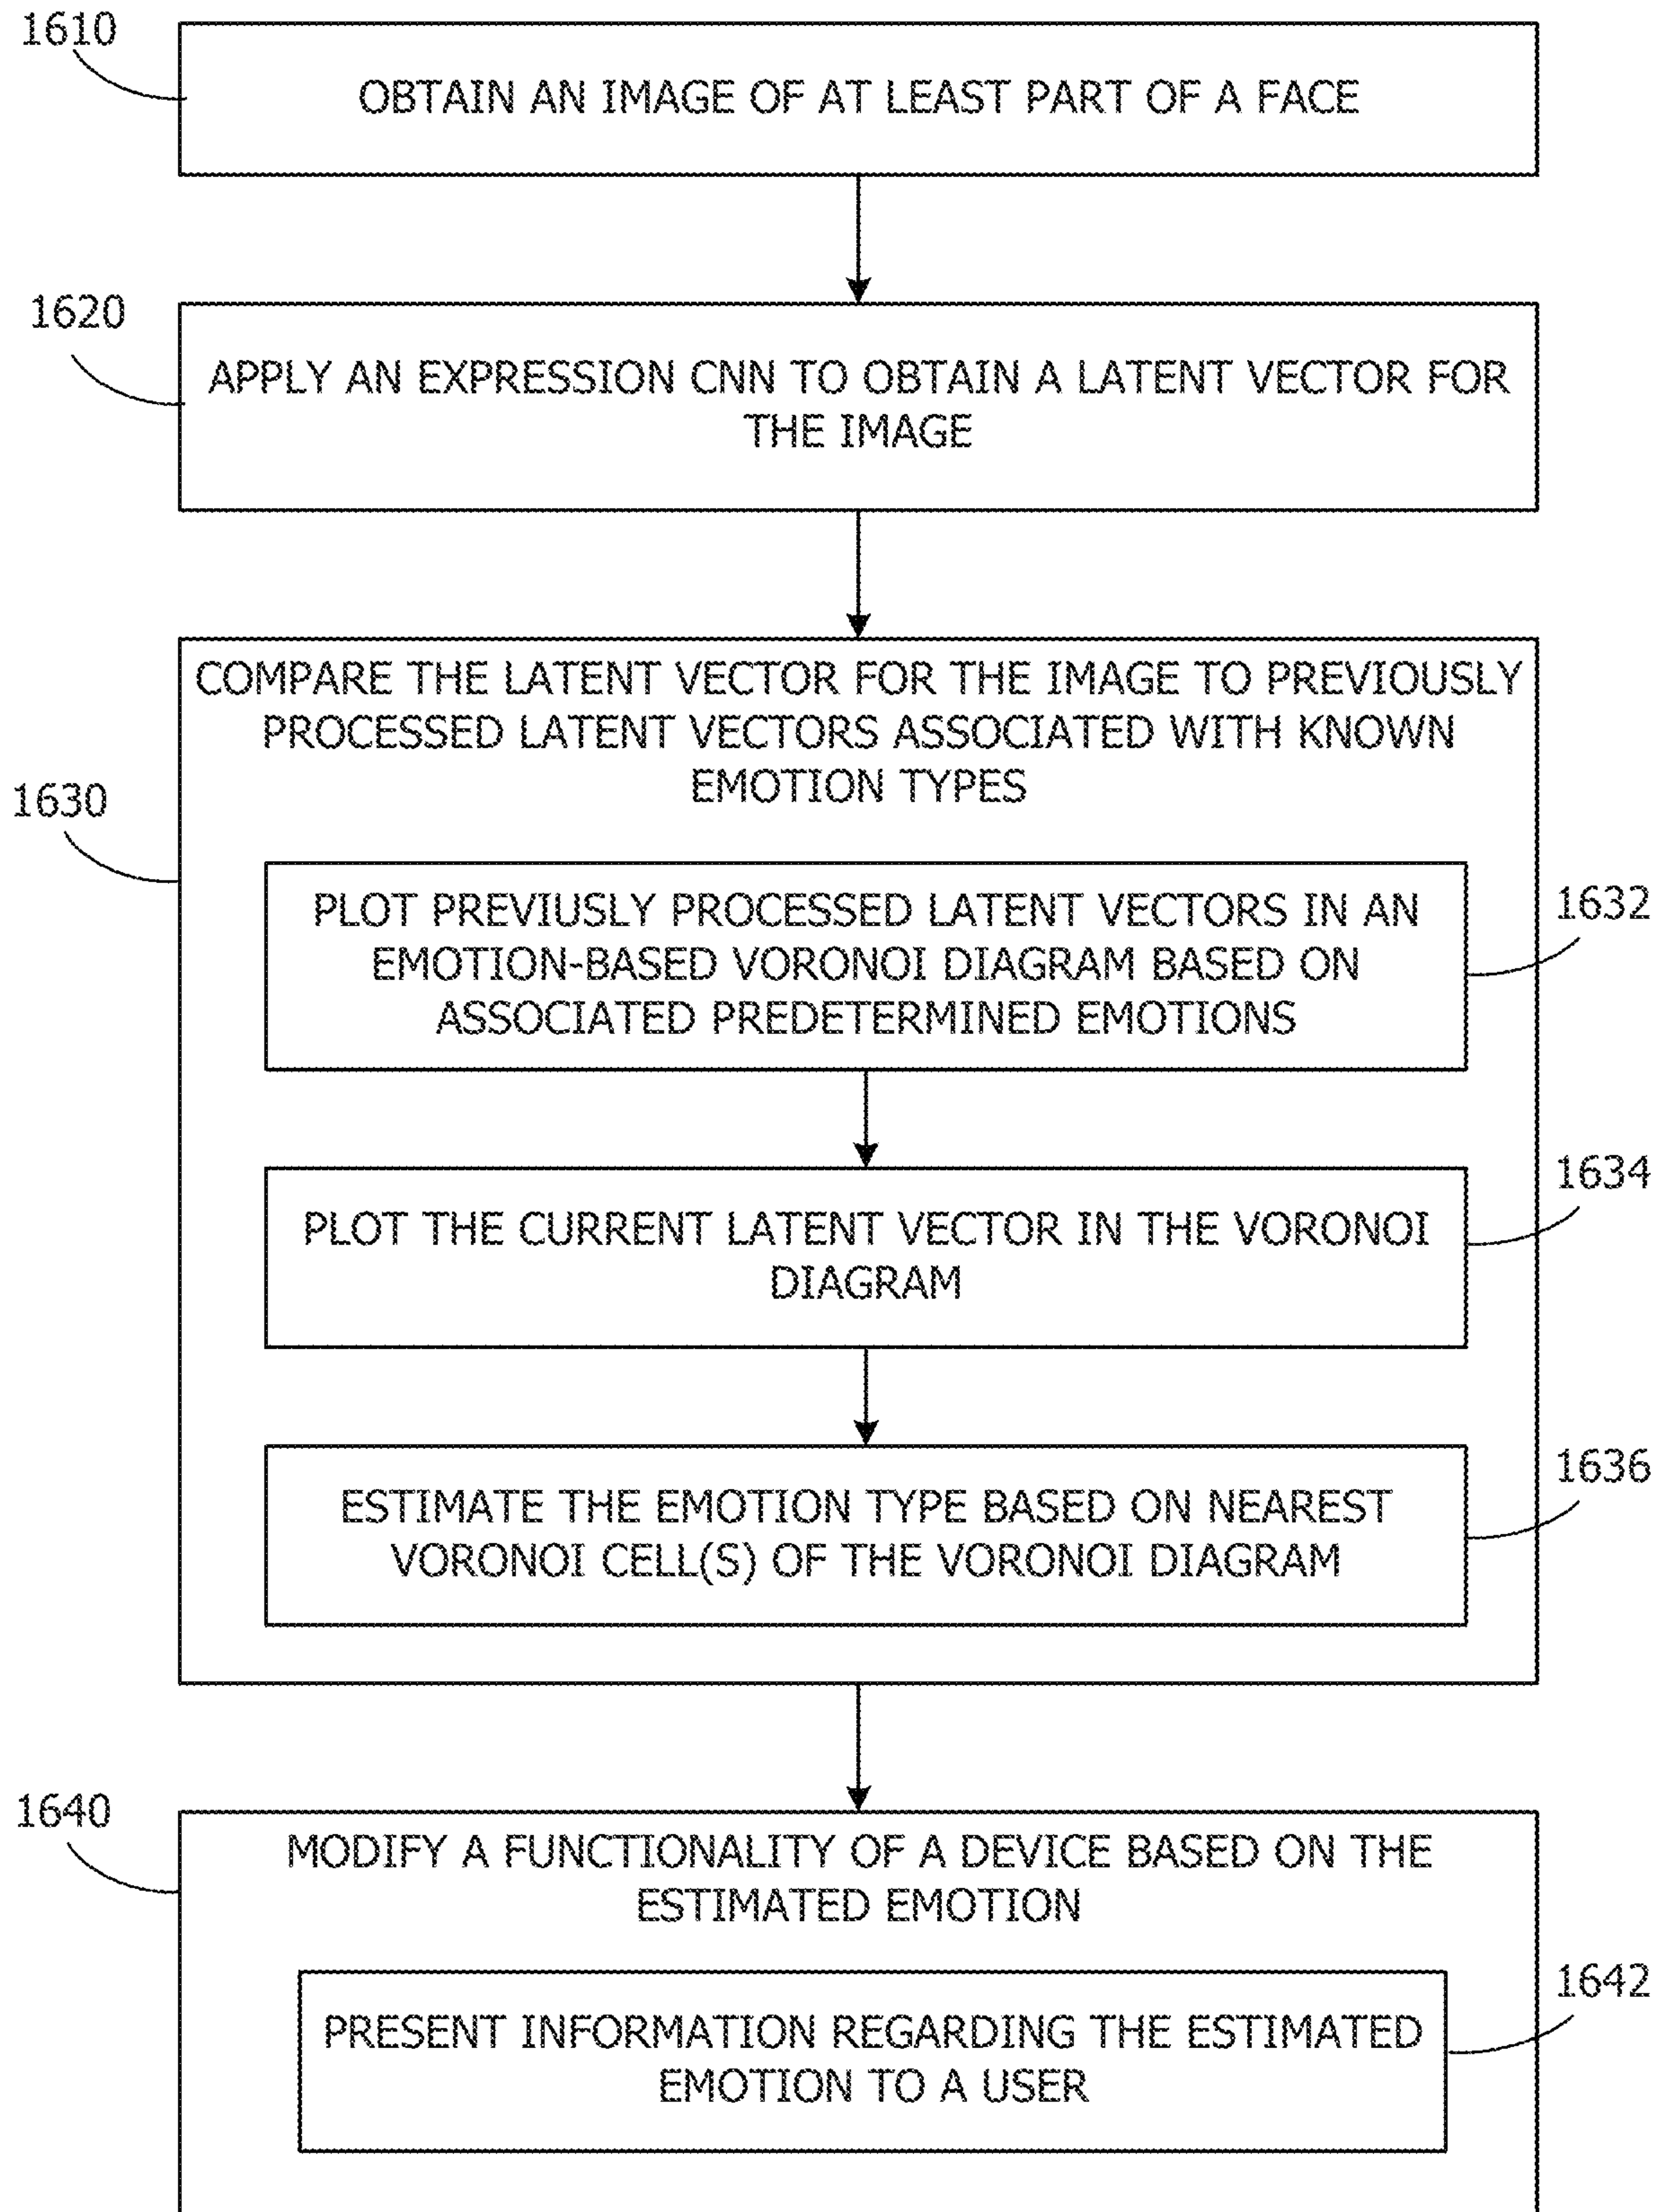 1610
OBTAIN AN IMAGE OF AT LEAST PART OF A FACE
1620
APPLY AN EXPRESSION CNN TO OBTAIN A LATENT VECTOR FOR
THE IMAGE
1630
COMPARE THE LATENT VECTOR FOR THE IMAGE TO PREVIOUSLY
PROCESSED LATENT VECTORS ASSOCIATED WITH KNOWN
EMOTION TYPES
1632
PLOT PREVIUSLY PROCESSED LATENT VECTORS IN AN
EMOTION-BASED VORONOI DIAGRAM BASED ON
ASSOCIATED PREDETERMINED EMOTIONS
1634
PLOT THE CURRENT LATENT VECTOR IN THE VORONOI
DIAGRAM
1636
ESTIMATE THE EMOTION TYPE BASED ON NEAREST
VORONOI CELL(S) OF THE VORONOI DIAGRAM
1640
MODIFY A FUNCTIONALITY OF A DEVICE BASED ON THE
ESTIMATED EMOTION
1642
PRESENT INFORMATION REGARDING THE ESTIMATED
EMOTION TO A USER